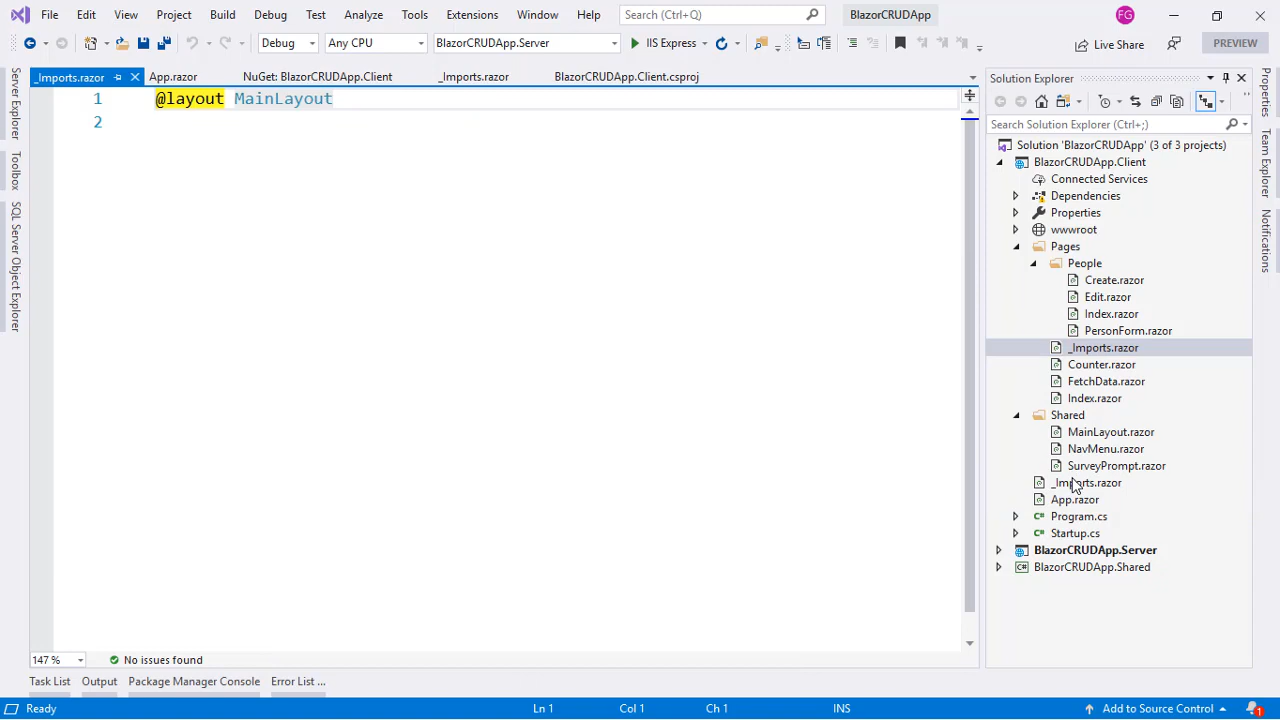 File Edit View Project Build Debug Test Analyze Tools Extensions Window Help Search (Ctrl+Q) BlazorCRUDApp FG
Debug Any CPU BlazorCRUDApp.Server IIS Express Live Share PREVIEW
_Imports.razor App.razor NuGet: BlazorCRUDApp.Client _Imports.razor BlazorCRUDApp.Client.csproj
Server Explorer
Toolbox
SQL Server Object Explorer
1 @layout MainLayout
2
147 % No issues found
Solution Explorer
Search Solution Explorer (Ctrl+;)
Solution 'BlazorCRUDApp' (3 of 3 projects)
BlazorCRUDApp.Client
Connected Services
Dependencies
Properties
wwwroot
Pages
People
Create.razor
Edit.razor
Index.razor
PersonForm.razor
_Imports.razor
Counter.razor
FetchData.razor
Index.razor
Shared
MainLayout.razor
NavMenu.razor
SurveyPrompt.razor
_Imports.razor
App.razor
C# Program.cs
C# Startup.cs
BlazorCRUDApp.Server
C# BlazorCRUDApp.Shared
Properties
Team Explorer
Notifications
Task List Output Package Manager Console Error List ...
Ready Ln 1 Col 1 Ch 1 INS Add to Source Control 1